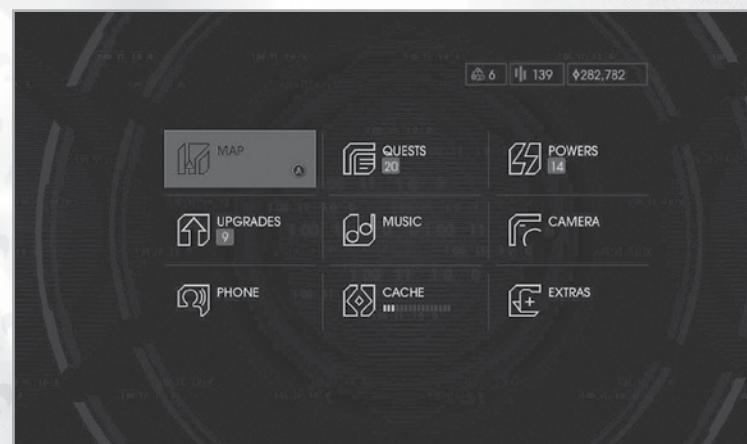 6 139 282,782
MAP QUESTS POWERS
A 20 14
UPGRADES MUSIC CAMERA
9
PHONE CACHE EXTRAS